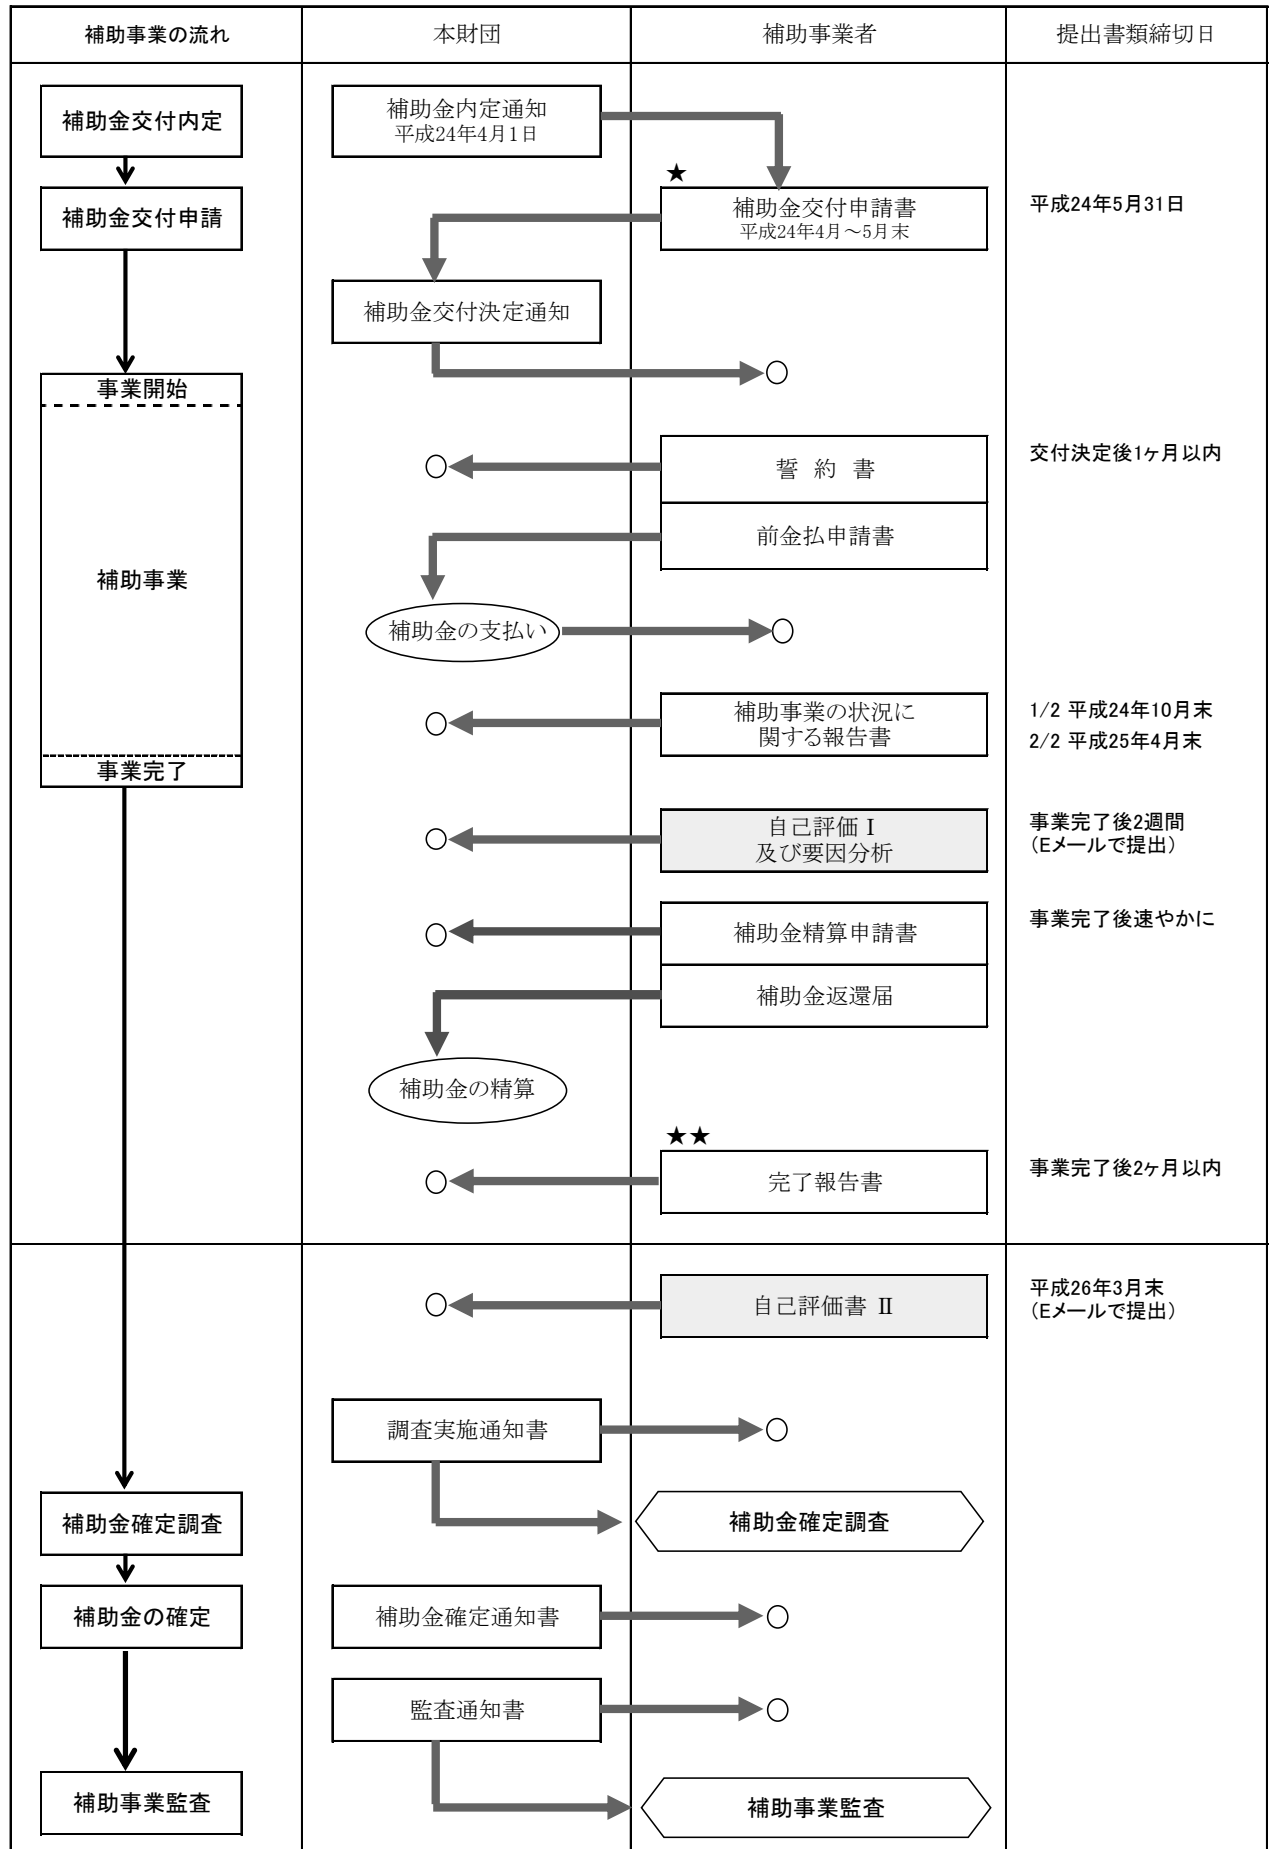 補助事業の流れ
本財団
補助事業者
提出書類締切日
補助金交付内定
補助金内定通知
平成24年4月1日
★
補助金交付申請
補助金交付申請書
平成24年4月～5月末
平成24年5月31日
補助金交付決定通知
事業開始
誓 約 書
交付決定後1ヶ月以内
前金払申請書
補助事業
補助金の支払い
補助事業の状況に
関する報告書
1/2 平成24年10月末
2/2 平成25年4月末
事業完了
自己評価Ⅰ
及び要因分析
事業完了後2週間
(Eメールで提出)
補助金精算申請書
事業完了後速やかに
補助金返還届
補助金の精算
★★
完了報告書
事業完了後2ヶ月以内
自己評価書 Ⅱ
平成26年3月末
(Eメールで提出)
調査実施通知書
補助金確定調査
補助金確定調査
補助金の確定
補助金確定通知書
監査通知書
補助事業監査
補助事業監査